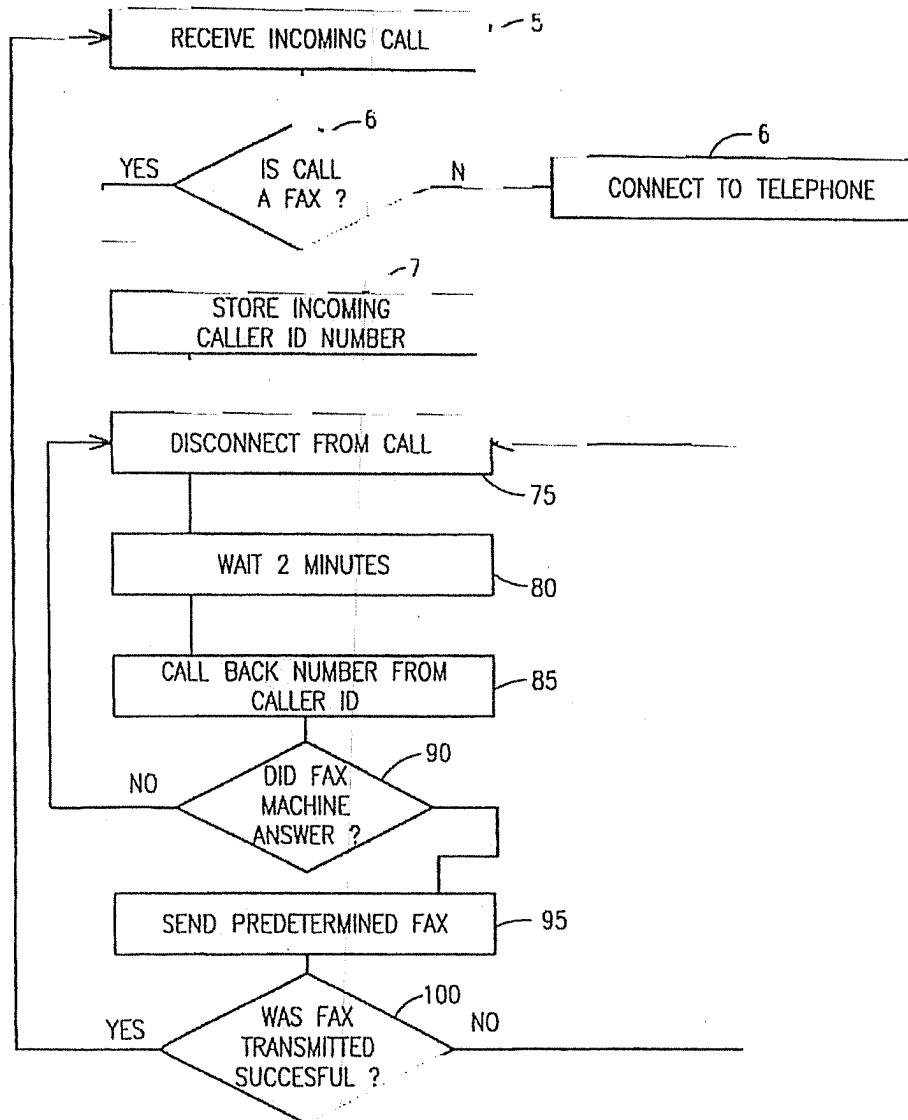 RECEIVE INCOMING CALL
5
6
YES
IS CALL
A FAX ?
N
6
CONNECT TO TELEPHONE
7
STORE INCOMING
CALLER ID NUMBER
DISCONNECT FROM CALL
75
WAIT 2 MINUTES
80
CALL BACK NUMBER FROM
CALLER ID
85
90
NO
DID FAX
MACHINE
ANSWER ?
SEND PREDETERMINED FAX
95
100
YES
WAS FAX
TRANSMITTED
SUCCESFUL ?
NO